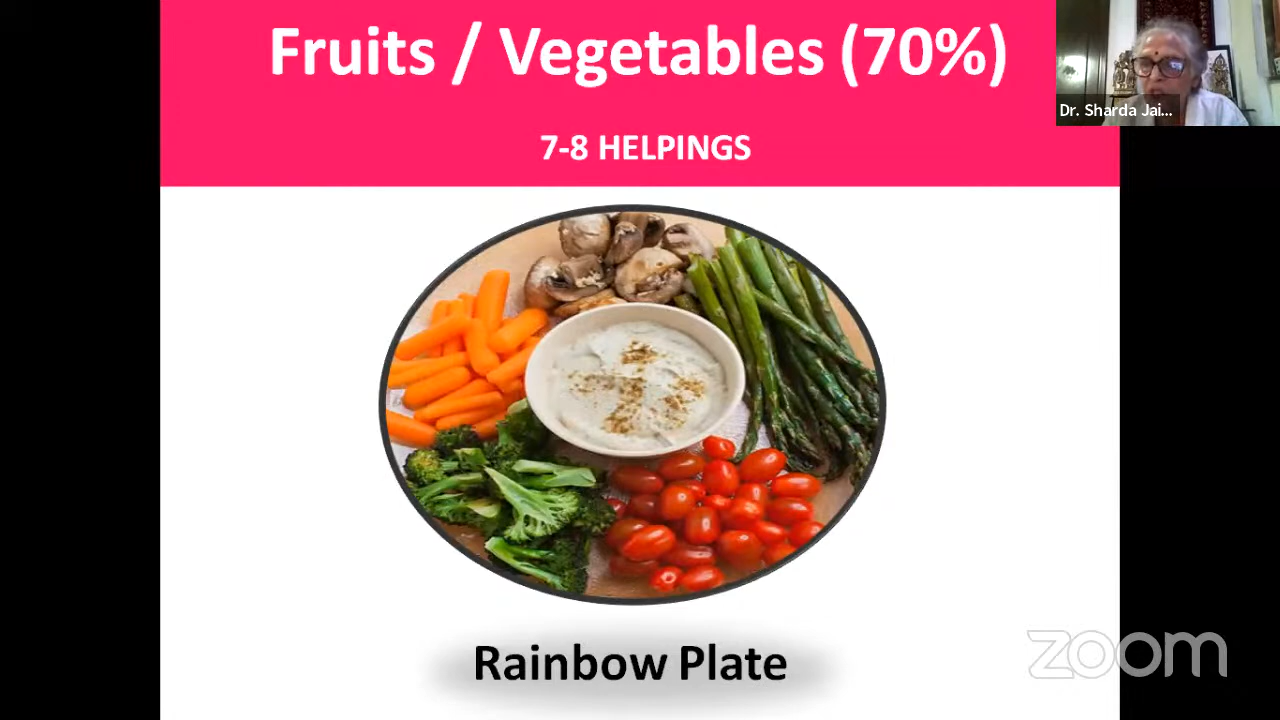 Fruits / Vegetables (70%)
7-8 HELPINGS
Dr. Sharda Jai...
Rainbow Plate
zoom